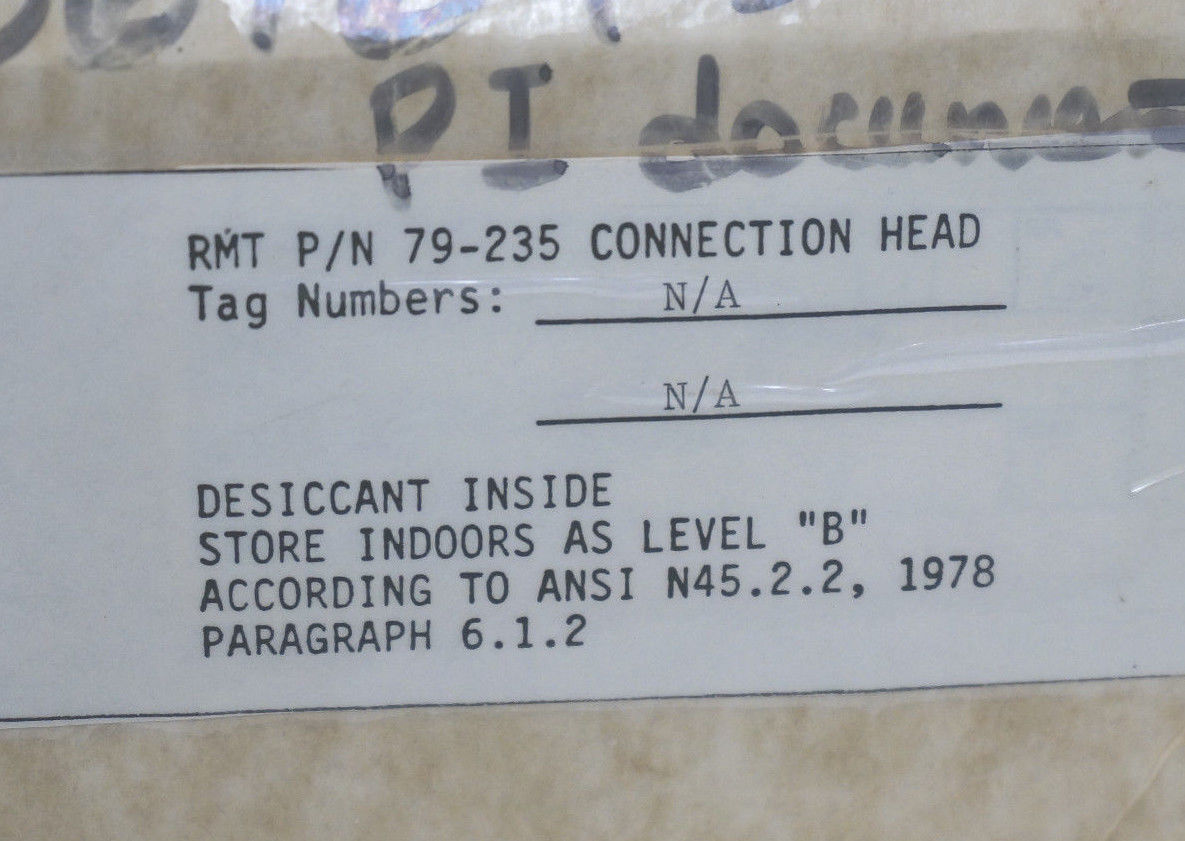 PI
RMT P/N 79-235 CONNECTION HEAD
Tag Numbers: N/A
N/A
DESICCANT INSIDE
STORE INDOORS AS LEVEL "B"
ACCORDING TO ANSI N45.2.2, 1978
PARAGRAPH 6.1.2